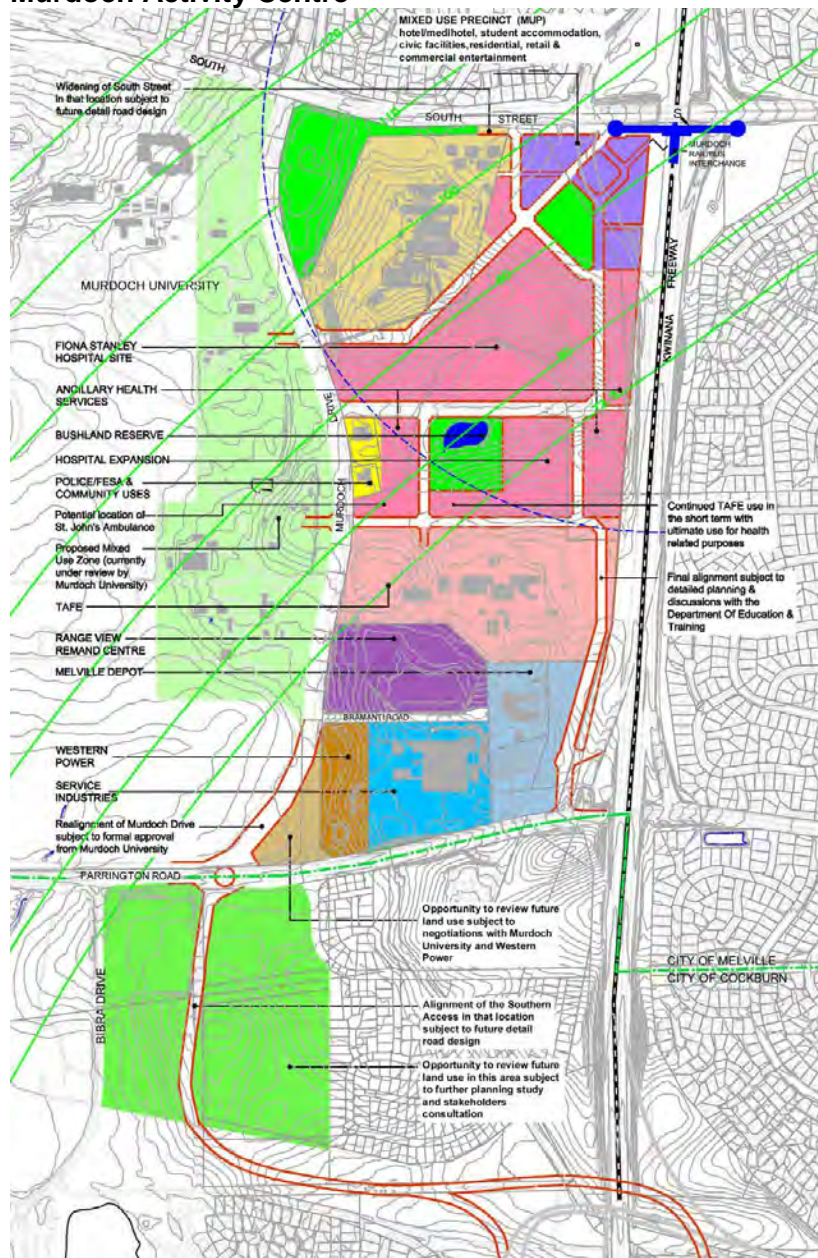 Murdoch Activity Centre
MIXED USE PRECINCT (MUP)
hotel/medihotel, student accommodation,
civic facilities, residential, retail &
commercial entertainment
120
SOUTH
Widening of South Street
in that location subject to
future detail road design
110
SOUTH STREET
S
MURDOCH
RAIL/BUS
INTERCHANGE
100
MURDOCH UNIVERSITY
KWINANA FREEWAY
FIONA STANLEY
HOSPITAL SITE
ANCILLARY HEALTH
SERVICES
BUSHLAND RESERVE
HOSPITAL EXPANSION
POLICE/FESA &
COMMUNITY USES
Potential location of
St. John's Ambulance
MURDOCH DRIVE
Proposed Mixed
Use Zone (currently
under review by
Murdoch University)
Continued TAFE use in
the short term with
ultimate use for health
related purposes
TAFE
Final alignment subject to
detailed planning &
discussions with the
Department Of Education &
Training
RANGE VIEW
REMAND CENTRE
MELVILLE DEPOT
BRAMANTI ROAD
WESTERN
POWER
SERVICE
INDUSTRIES
Realignment of Murdoch Drive
subject to formal approval
from Murdoch University
FARRINGTON ROAD
Opportunity to review future
land use subject to
negotiations with Murdoch
University and Western
Power
CITY OF MELVILLE
CITY OF COCKBURN
BIBRA DRIVE
Alignment of the Southern
Access in that location
subject to future detail
road design
Opportunity to review future
land use in this area subject
to further planning study
and stakeholders
consultation